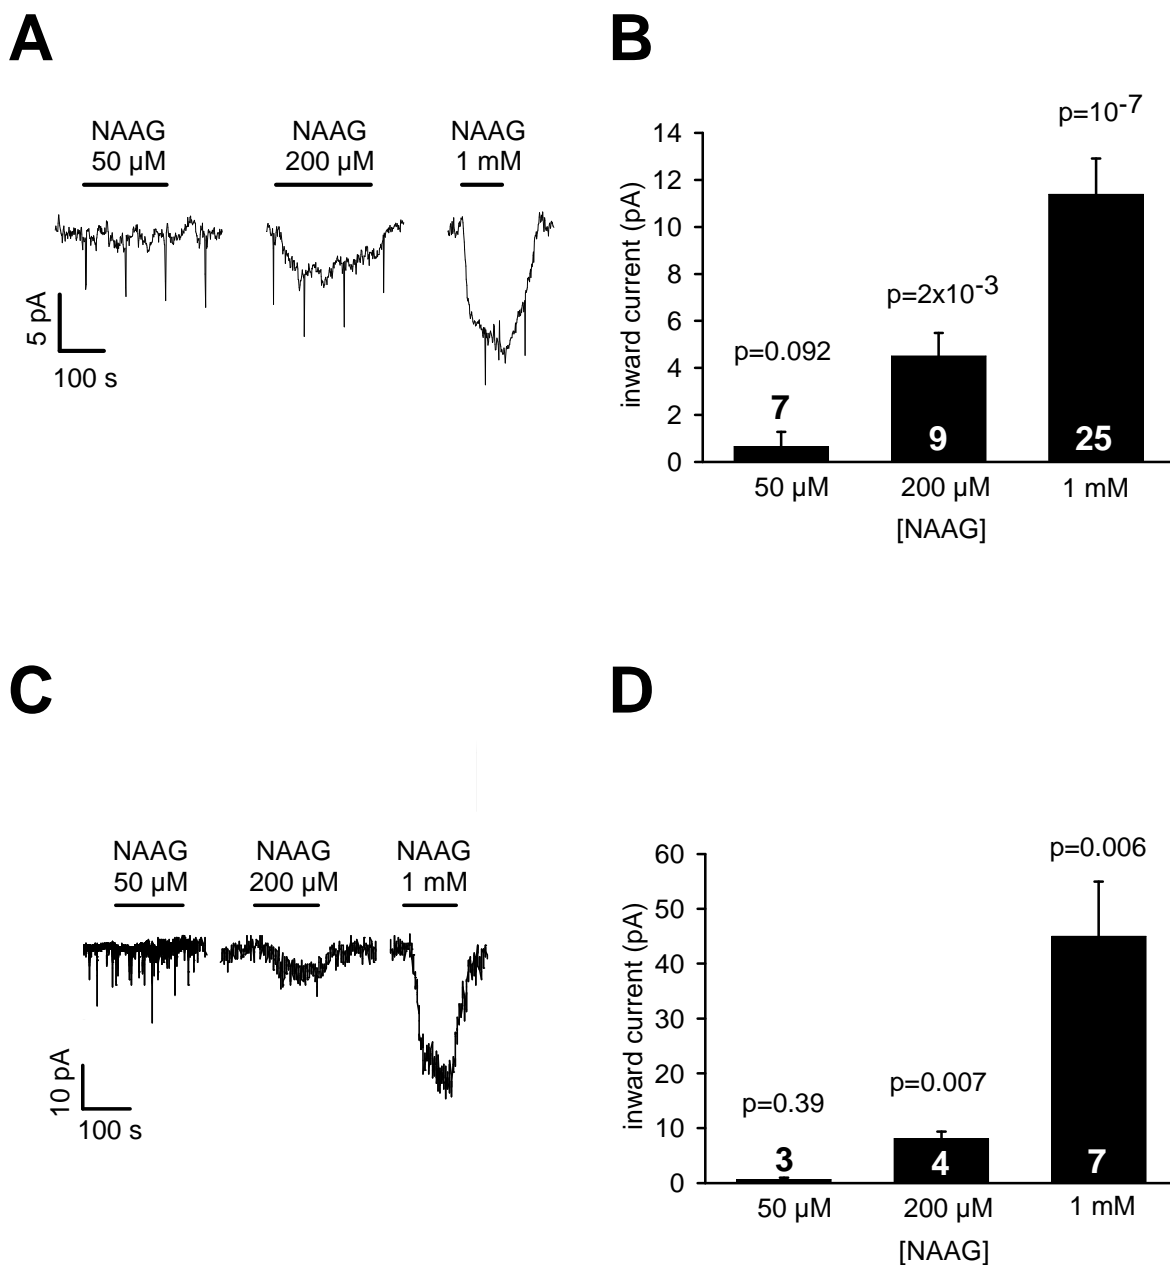 A
NAAG
50 µM
NAAG
200 µM
NAAG
1 mM
5 pA
100 s
B
inward current (pA)
14
12
10
8
6
4
2
0
p=0.092
p=2x10-3
p=10-7
7
9
25
50 µM
200 µM
1 mM
[NAAG]
C
NAAG
50 µM
NAAG
200 µM
NAAG
1 mM
10 pA
100 s
D
inward current (pA)
60
50
40
30
20
10
0
p=0.39
p=0.007
p=0.006
3
4
7
50 µM
200 µM
1 mM
[NAAG]